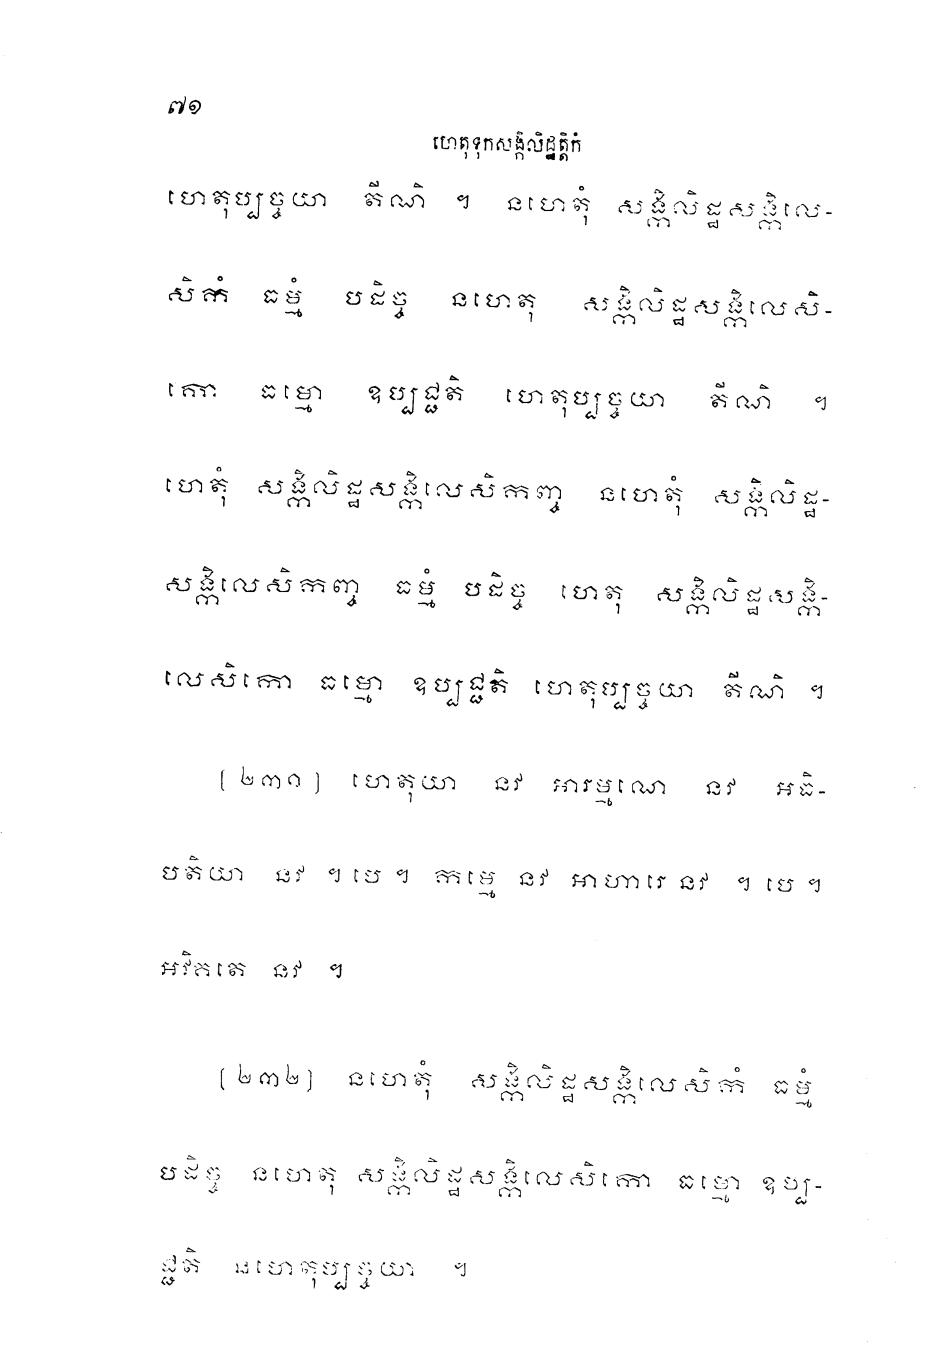 ៧១
ហេតុទុកសង្កិលិដ្ឋត្តិកំ
ហេតុប្បច្ចយា តីណិ ។ នហេតុំ សង្កិលិដ្ឋសង្កិលេ-
សិកំ ធម្មំ បដិច្ច នហេតុ សង្កិលិដ្ឋសង្កិលេសិ-
កោ ធម្មោ ឧប្បជ្ជតិ ហេតុប្បច្ចយា តីណិ ។
ហេតុំ សង្កិលិដ្ឋសង្កិលេសិកញ្ច នហេតុំ សង្កិលិដ្ឋ-
សង្កិលេសិកញ្ច ធម្មំ បដិច្ច ហេតុ សង្កិលិដ្ឋសង្កិ-
លេសិកោ ធម្មោ ឧប្បជ្ជតិ ហេតុប្បច្ចយា តីណិ ។
[២៣១] ហេតុយា នវ អារម្មណេ នវ អធិ-
បតិយា នវ ។ បេ ។ កម្មេ នវ អាហារេ នវ ។ បេ ។
អវិគតេ នវ ។
[២៣២] នហេតុំ សង្កិលិដ្ឋសង្កិលេសិកំ ធម្មំ
បដិច្ច នហេតុ សង្កិលិដ្ឋសង្កិលេសិកោ ធម្មោ ឧប្ប-
ជ្ជតិ នហេតុប្បច្ចយា ។